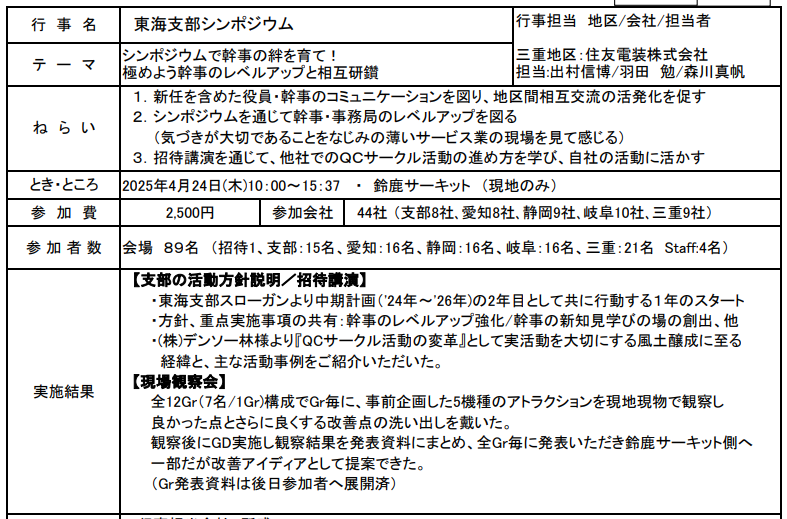 行 事 名
東海支部シンポジウム
行事担当 地区/会社/担当者
三重地区:住友電装株式会社
担当:出村信博/羽田 勉/森川真帆
テ ー マ
シンポジウムで幹事の絆を育て!
極めよう幹事のレベルアップと相互研鑽
ね ら い
1.新任を含めた役員・幹事のコミュニケーションを図り、地区間相互交流の活発化を促す
2.シンポジウムを通じて幹事・事務局のレベルアップを図る
(気づきが大切であることをなじみの薄いサービス業の現場を見て感じる)
3.招待講演を通じて、他社でのQCサークル活動の進め方を学び、自社の活動に活かす
とき・ところ
2025年4月24日(木)10:00~15:37 ・ 鈴鹿サーキット (現地のみ)
参 加 費
2,500円
参加会社
44社 (支部8社、愛知8社、静岡9社、岐阜10社、三重9社)
参 加 者 数
会場 89名 (招待1、支部:15名、愛知:16名、静岡:16名、岐阜:16名、三重:21名 Staff:4名)
実施結果
【支部の活動方針説明/招待講演】
・東海支部スローガンより中期計画('24年~'26年)の2年目として共に行動する1年のスタート
・方針、重点実施事項の共有:幹事のレベルアップ強化/幹事の新知見学びの場の創出、他
・(株)デンソー林様より『QCサークル活動の変革』として実活動を大切にする風土醸成に至る
経緯と、主な活動事例をご紹介いただいた。
【現場観察会】
全12Gr(7名/1Gr)構成でGr毎に、事前企画した5機種のアトラクションを現地現物で観察し
良かった点とさらに良くする改善点の洗い出しを戴いた。
観察後にGD実施し観察結果を発表資料にまとめ、全Gr毎に発表いただき鈴鹿サーキット側へ
一部だが改善アイディアとして提案できた。
(Gr発表資料は後日参加者へ展開済)